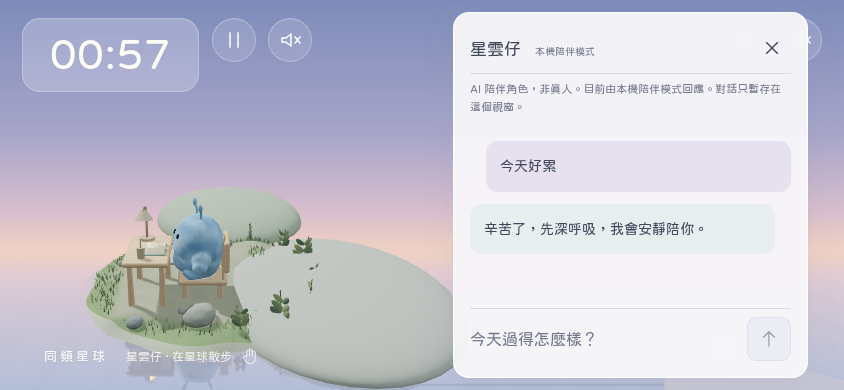 00:57
星雲仔 本機陪伴模式
AI 陪伴角色，非真人。目前由本機陪伴模式回應。對話只暫存在
這個視窗。
今天好累
辛苦了，先深呼吸，我會安靜陪你。
今天過得怎麼樣？
同頻星球 星雲仔·在星球散步